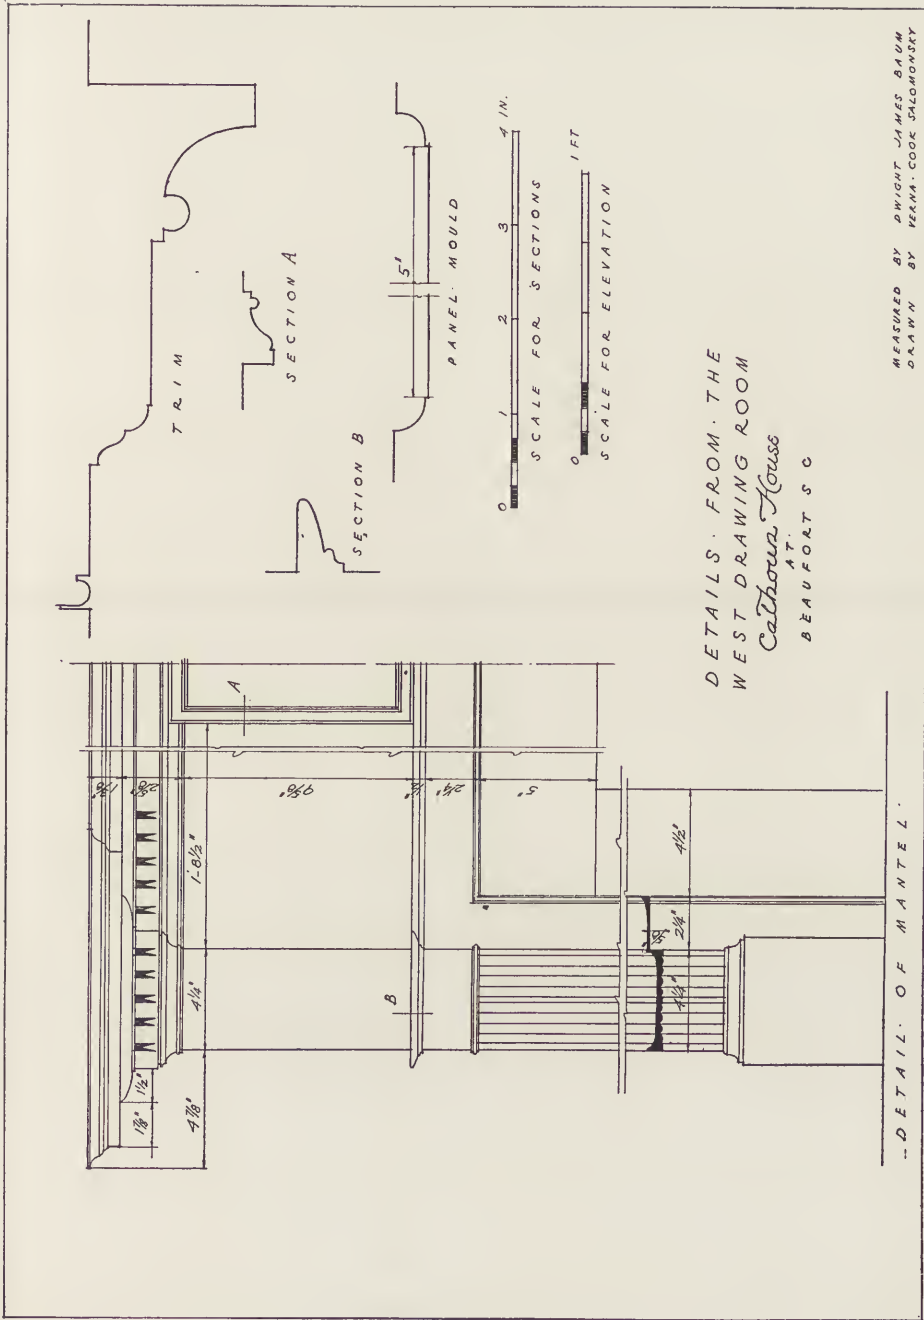 TRIM
SECTION A
SECTION B
5"
PANEL. MOULD
0 1 2 3 4 IN.
SCALE FOR SECTIONS
0 1 FT
SCALE FOR ELEVATION
DETAILS. FROM. THE
WEST DRAWING ROOM
Calhoun House
AT.
BEAUFORT S C
A
B
5"
2¼"
1-8½"
4¼"
4⅞"
1½"
1⅞"
4½"
2¼"
4¼"
--DETAIL. OF MANTEL.
MEASURED BY DWIGHT JAMES BAUM
DRAWN BY VERNA. COOK SALOMONSKY